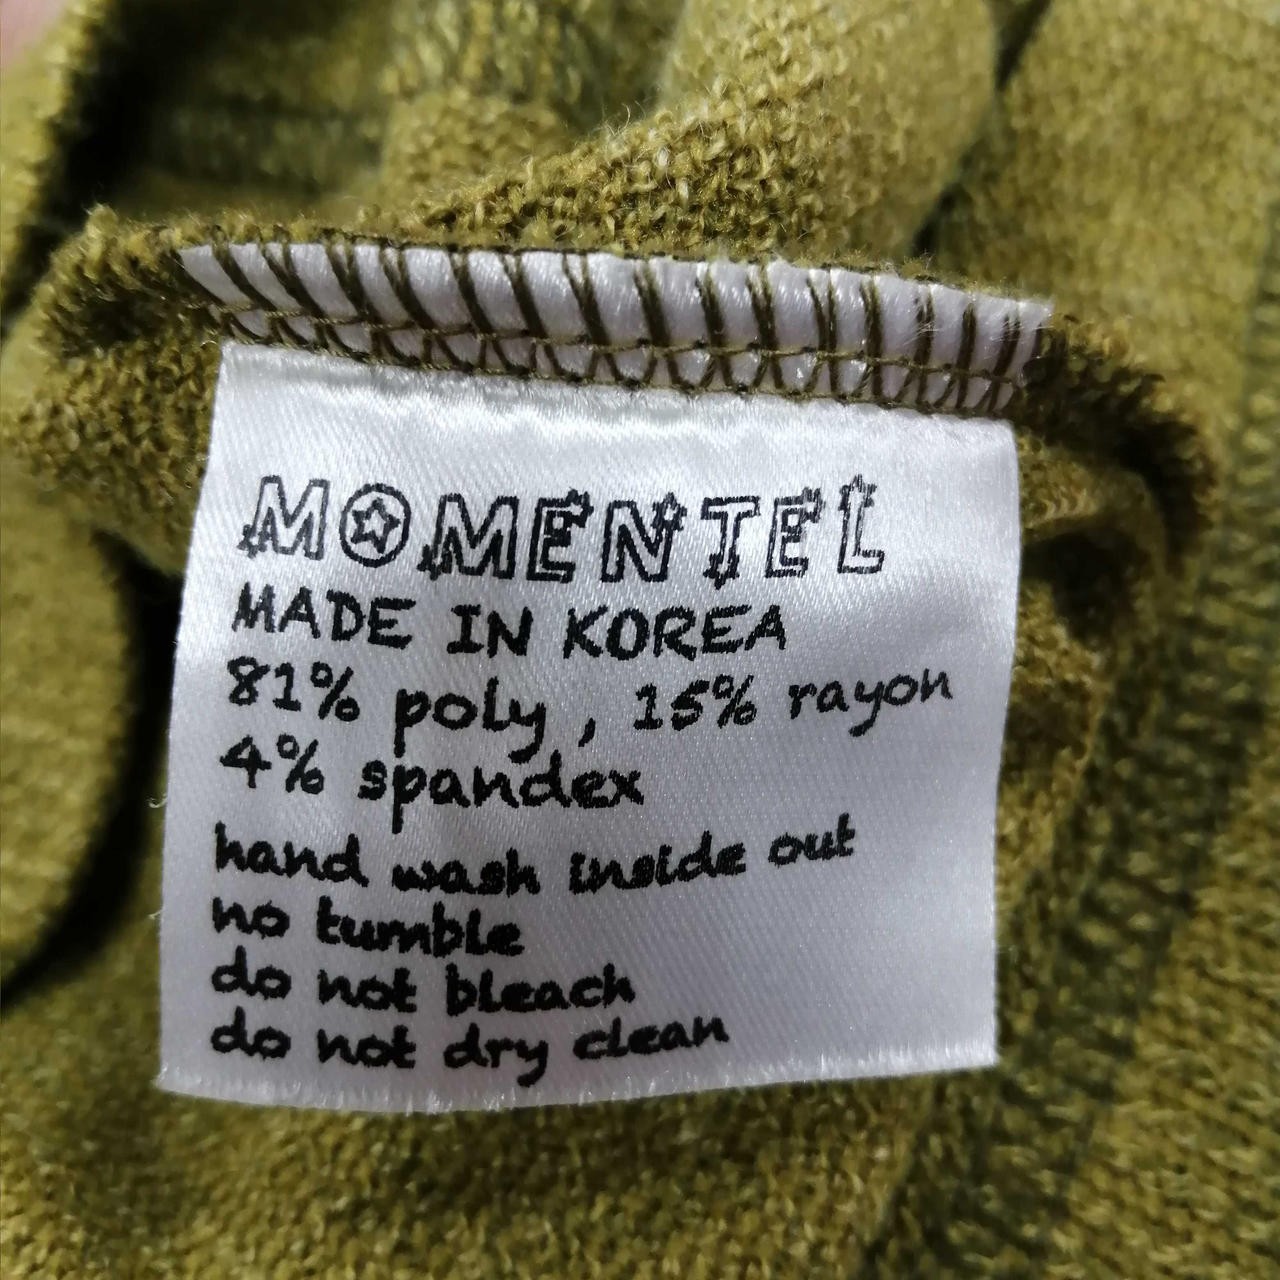 MOMENTEL
MADE IN KOREA
81% poly, 15% rayon
4% spandex
hand wash inside out
no tumble
do not bleach
do not dry clean